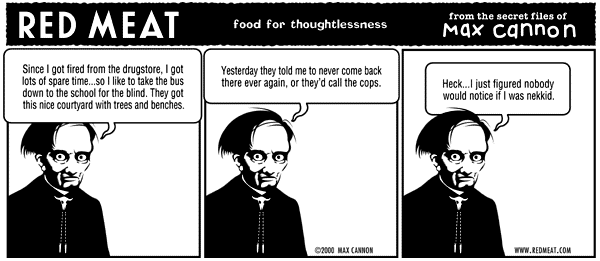 RED MEAT
food for thoughtlessness
from the secret files of
Max cannon
Since I got fired from the drugstore, I got
lots of spare time...so I like to take the bus
down to the school for the blind. They got
this nice courtyard with trees and benches.
Yesterday they told me to never come back
there ever again, or they'd call the cops.
©2000 MAX CANNON
Heck...I just figured nobody
would notice if I was nekkid.
WWW.REDMEAT.COM